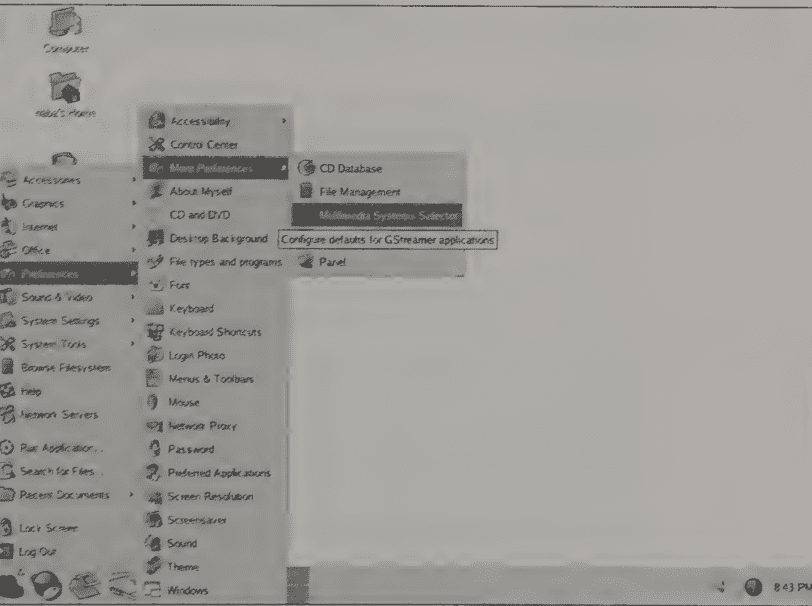 Computer
Home
Accessories
Graphics
Internet
Office
Preferences
Sound & Video
System Settings
System Tools
Browse Filesystem
Help
Network Servers
Run Application...
Search for Files...
Recent Documents
Lock Screen
Log Out
Accessibility
Control Center
More Preferences
About Myself
CD and DVD
Desktop Background
File types and programs
Font
Keyboard
Keyboard Shortcuts
Login Photo
Menus & Toolbars
Mouse
Network Proxy
Password
Preferred Applications
Screen Resolution
Screensaver
Sound
Theme
Windows
CD Database
File Management
Multimedia Systems Selector
Configure defaults for GStreamer applications
Panel
8:43 PM